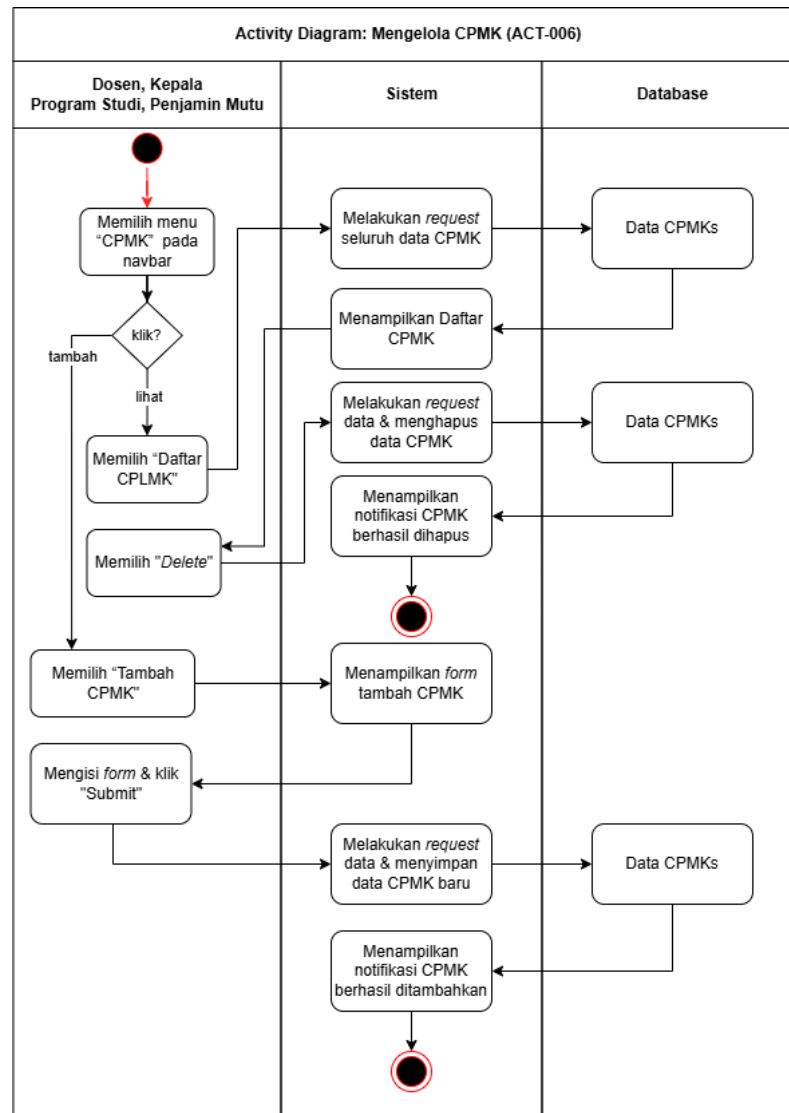 Activity Diagram: Mengelola CPMK (ACT-006)
Dosen, Kepala
Program Studi, Penjamin Mutu
Sistem
Database
Memilih menu
“CPMK” pada
navbar
Melakukan request
seluruh data CPMK
Data CPMKs
klik?
tambah
lihat
Menampilkan Daftar
CPMK
Memilih “Daftar
CPLMK"
Melakukan request
data & menghapus
data CPMK
Data CPMKs
Memilih "Delete"
Menampilkan
notifikasi CPMK
berhasil dihapus
Memilih “Tambah
CPMK"
Menampilkan form
tambah CPMK
Mengisi form & klik
"Submit"
Melakukan request
data & menyimpan
data CPMK baru
Data CPMKs
Menampilkan
notifikasi CPMK
berhasil ditambahkan